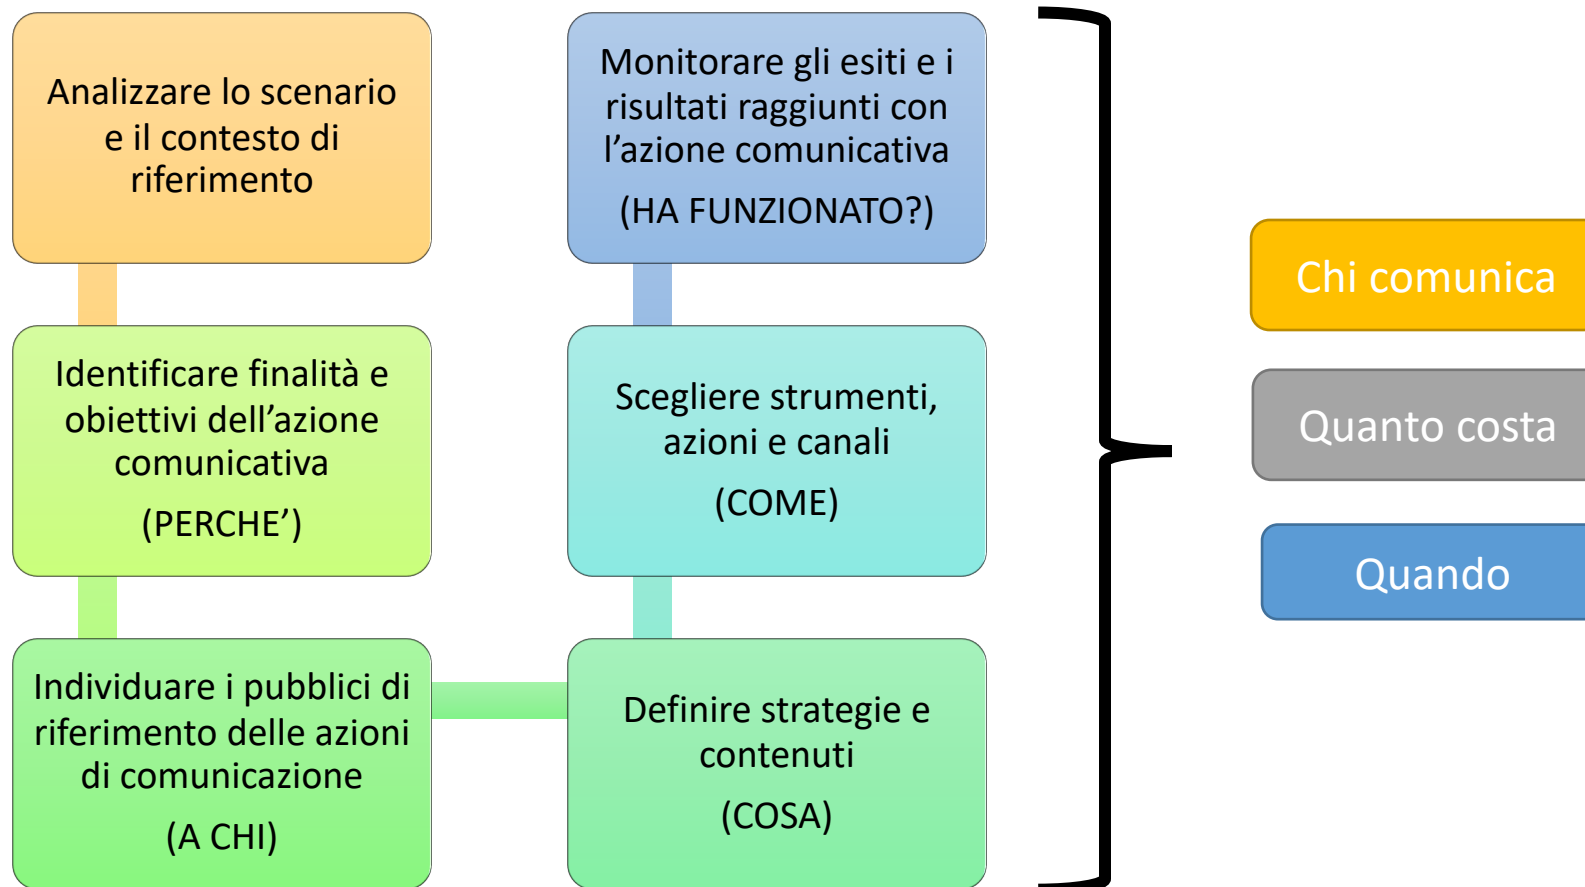 Analizzare lo scenario
e il contesto di
riferimento
Identificare finalità e
obiettivi dell’azione
comunicativa
(PERCHE’)
Individuare i pubblici di
riferimento delle azioni
di comunicazione
(A CHI)
Definire strategie e
contenuti
(COSA)
Scegliere strumenti,
azioni e canali
(COME)
Monitorare gli esiti e i
risultati raggiunti con
l’azione comunicativa
(HA FUNZIONATO?)
Chi comunica
Quanto costa
Quando